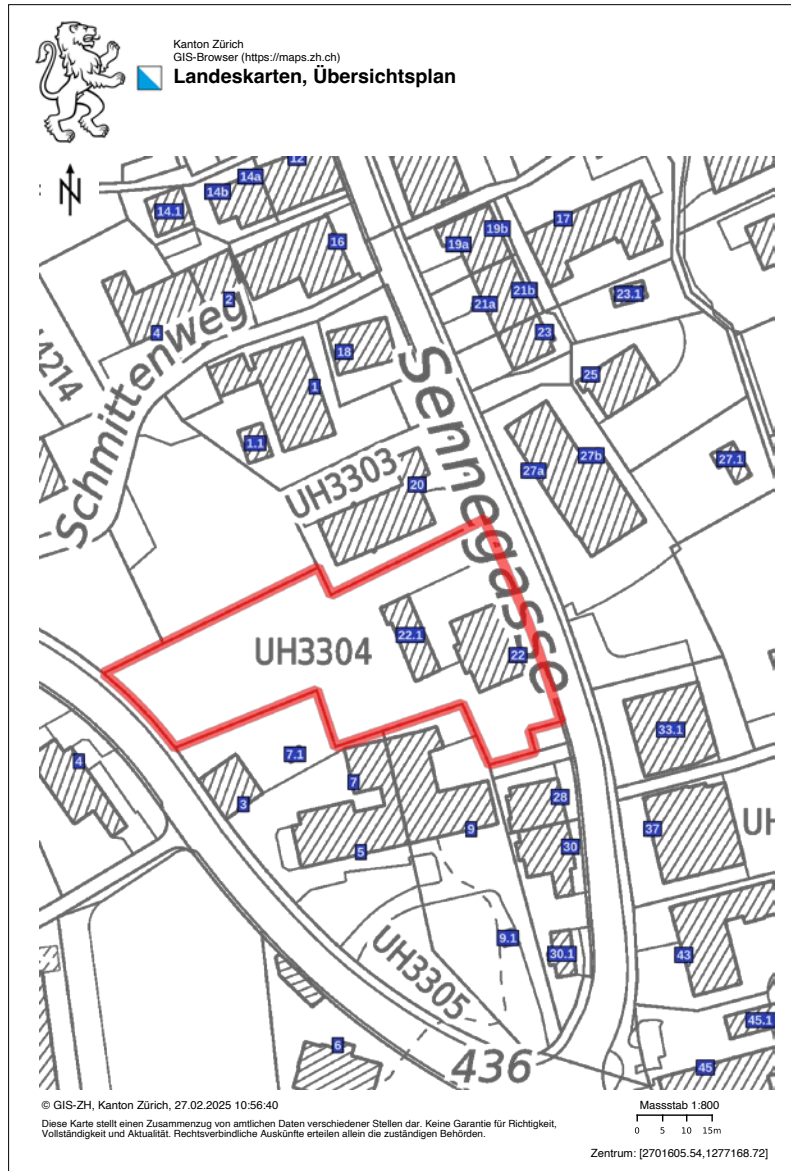 Kanton Zürich
GIS-Browser (https://maps.zh.ch)
Landeskarten, Übersichtsplan
N
12
14a
14b
14.1
16
17
19b
19a
2
21b
21a
23.1
23
4
Schmittenweg
4214
18
Sennegasse
25
1
1.1
27b
27a
27.1
UH3303
20
22.1
UH3304
22
33.1
7.1
4
7
3
28
37
UH
9
5
30
9.1
30.1
43
UH3305
45.1
6
436
45
© GIS-ZH, Kanton Zürich, 27.02.2025 10:56:40
Diese Karte stellt einen Zusammenzug von amtlichen Daten verschiedener Stellen dar. Keine Garantie für Richtigkeit,
Vollständigkeit und Aktualität. Rechtsverbindliche Auskünfte erteilen allein die zuständigen Behörden.
Massstab 1:800
0 5 10 15m
Zentrum: [2701605.54,1277168.72]